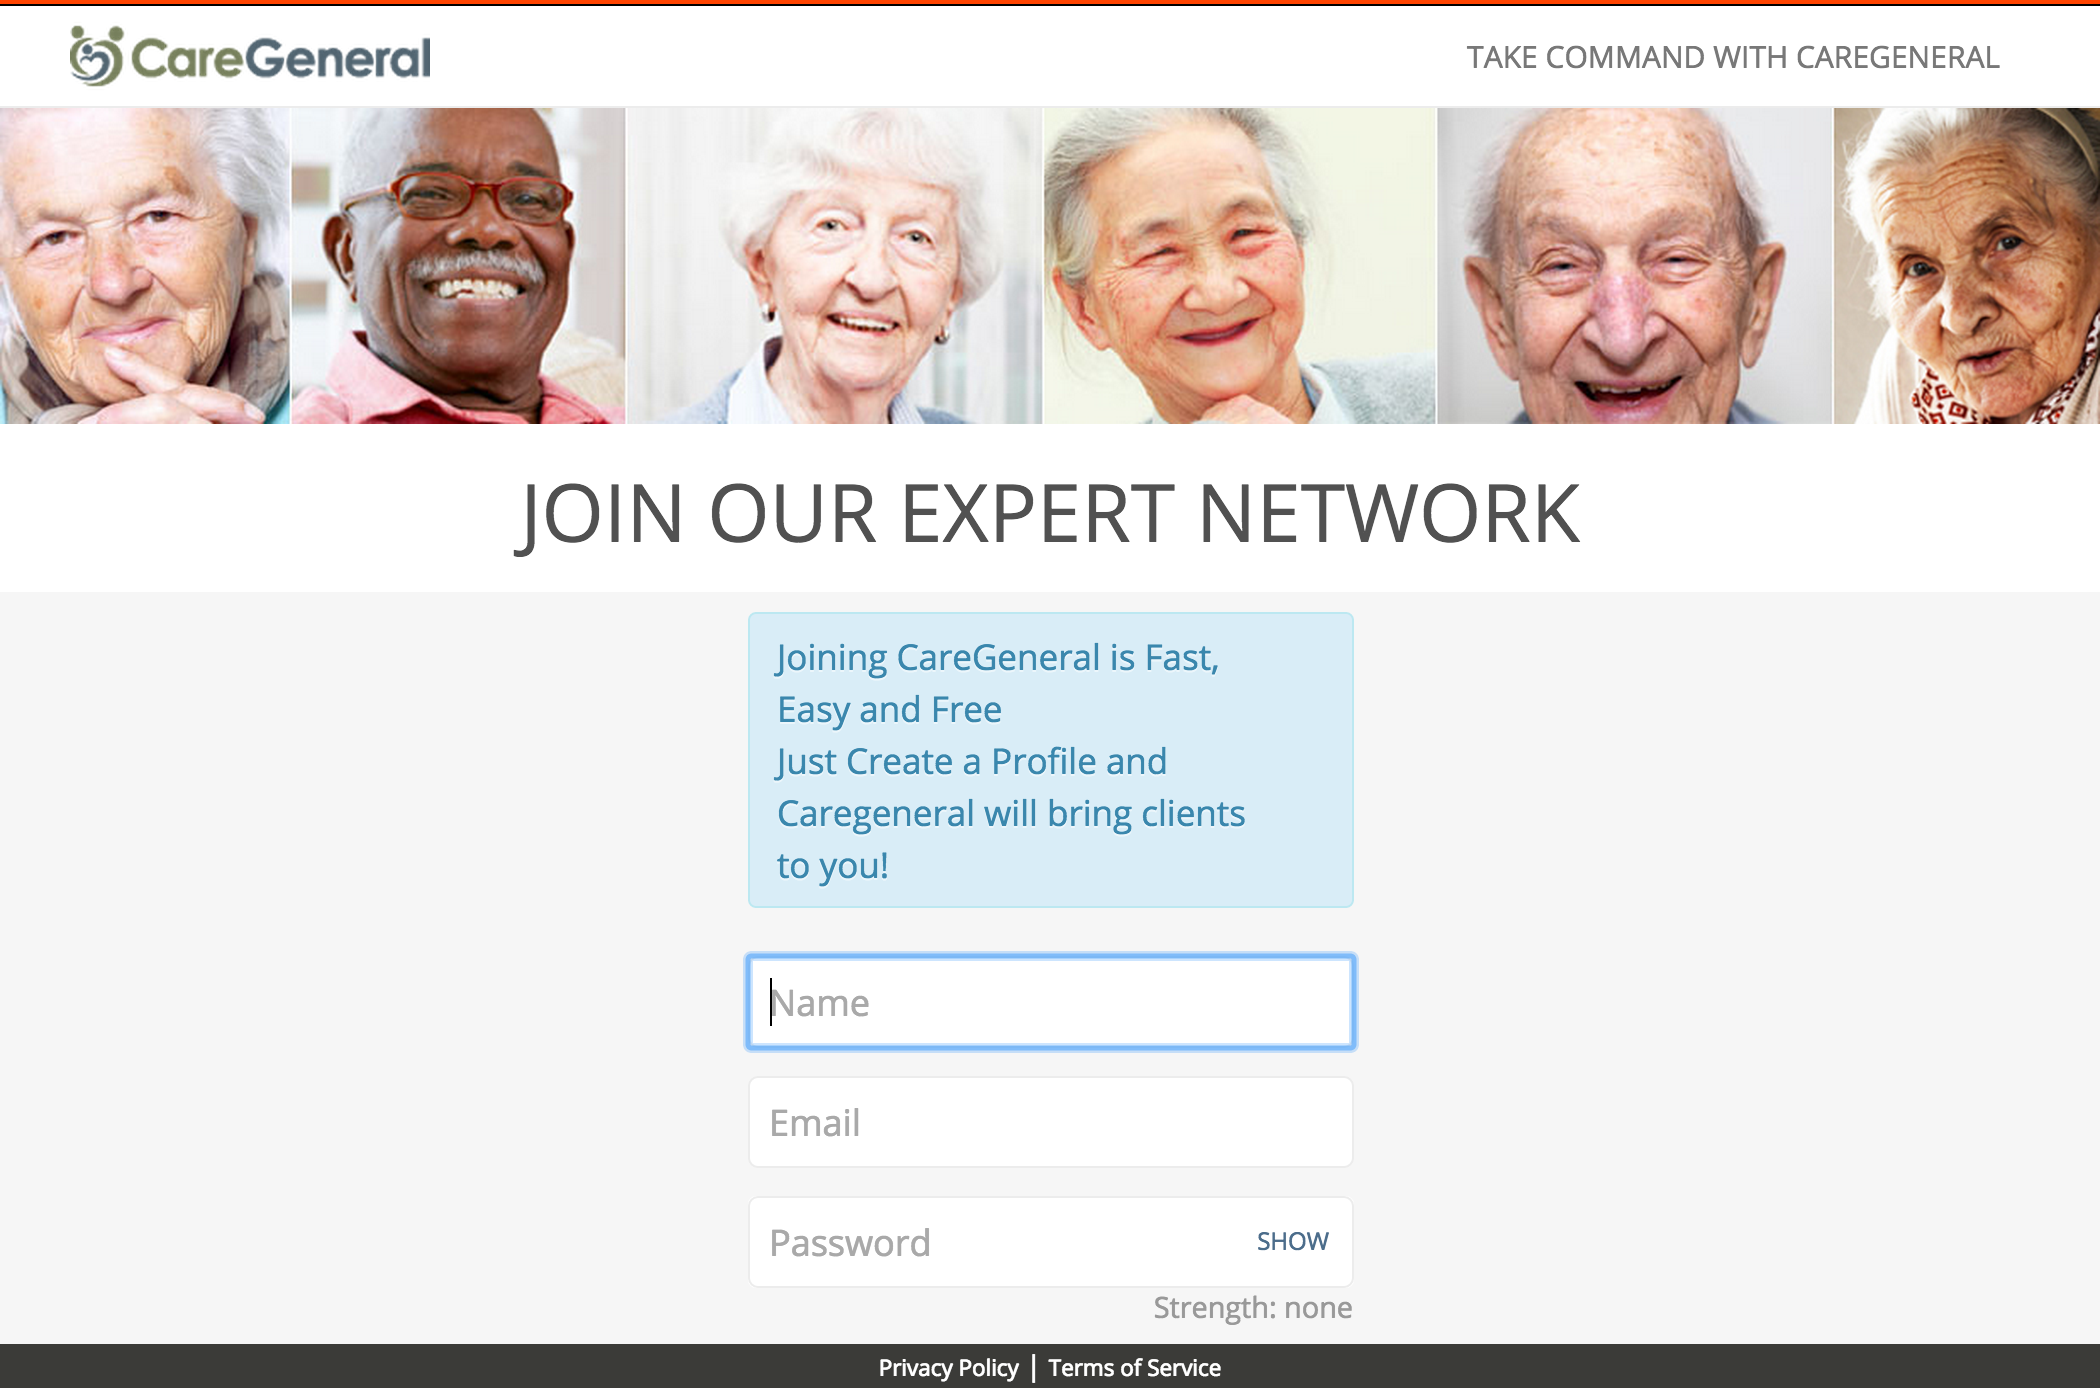 CareGeneral
TAKE COMMAND WITH CAREGENERAL
JOIN OUR EXPERT NETWORK
Joining CareGeneral is Fast,
Easy and Free
Just Create a Profile and
Caregeneral will bring clients
to you!
Name
Email
Password SHOW
Strength: none
Privacy Policy | Terms of Service